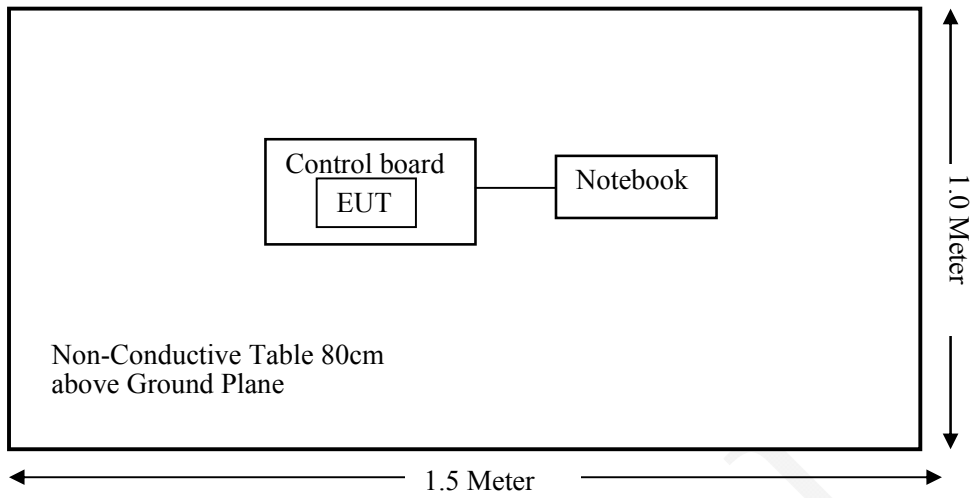 Control board
EUT
Notebook
1.0 Meter
Non-Conductive Table 80cm
above Ground Plane
1.5 Meter